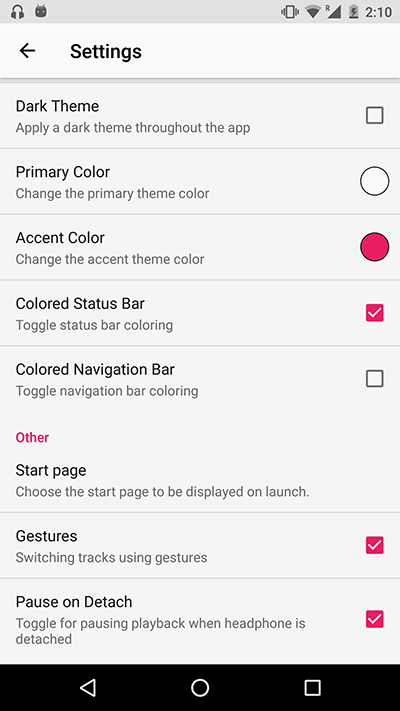 R 2:10
Settings
Dark Theme
Apply a dark theme throughout the app
Primary Color
Change the primary theme color
Accent Color
Change the accent theme color
Colored Status Bar
Toggle status bar coloring
Colored Navigation Bar
Toggle navigation bar coloring
Other
Start page
Choose the start page to be displayed on launch.
Gestures
Switching tracks using gestures
Pause on Detach
Toggle for pausing playback when headphone is
detached